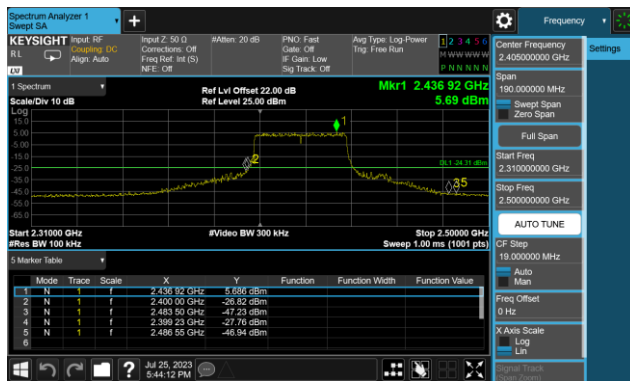 Spectrum Analyzer 1
Swept SA
+
Frequency
KEYSIGHT
RL
LXI
Input: RF
Coupling: DC
Align: Auto
Input Z: 50 Ω
Corrections: Off
Freq Ref: Int (S)
NFE: Off
#Atten: 20 dB
PNO: Fast
Gate: Off
IF Gain: Low
Sig Track: Off
Avg Type: Log-Power
Trig: Free Run
1 2 3 4 5 6
M W W W W W
P N N N N N
1 Spectrum
Scale/Div 10 dB
Ref Lvl Offset 22.00 dB
Ref Level 25.00 dBm
Mkr1 2.436 92 GHz
5.69 dBm
Log
15.0
5.00
-5.00
-15.0
-25.0
-35.0
-45.0
-55.0
-65.0
1
2
35
DL1 -24.31 dBm
Start 2.31000 GHz
#Video BW 300 kHz
Stop 2.50000 GHz
#Res BW 100 kHz
Sweep 1.00 ms (1001 pts)
5 Marker Table
Mode Trace Scale X Y Function Function Width Function Value
1 N 1 f 2.436 92 GHz 5.686 dBm
2 N 1 f 2.400 00 GHz -26.82 dBm
3 N 1 f 2.483 50 GHz -47.23 dBm
4 N 1 f 2.399 23 GHz -27.76 dBm
5 N 1 f 2.486 55 GHz -46.94 dBm
6
Jul 25, 2023
5:44:12 PM
?
Center Frequency
2.405000000 GHz
Settings
Span
190.000000 MHz
Swept Span
Zero Span
Full Span
Start Freq
2.310000000 GHz
Stop Freq
2.500000000 GHz
AUTO TUNE
CF Step
19.000000 MHz
Auto
Man
Freq Offset
0 Hz
X Axis Scale
Log
Lin
Signal Track
(Span Zoom)